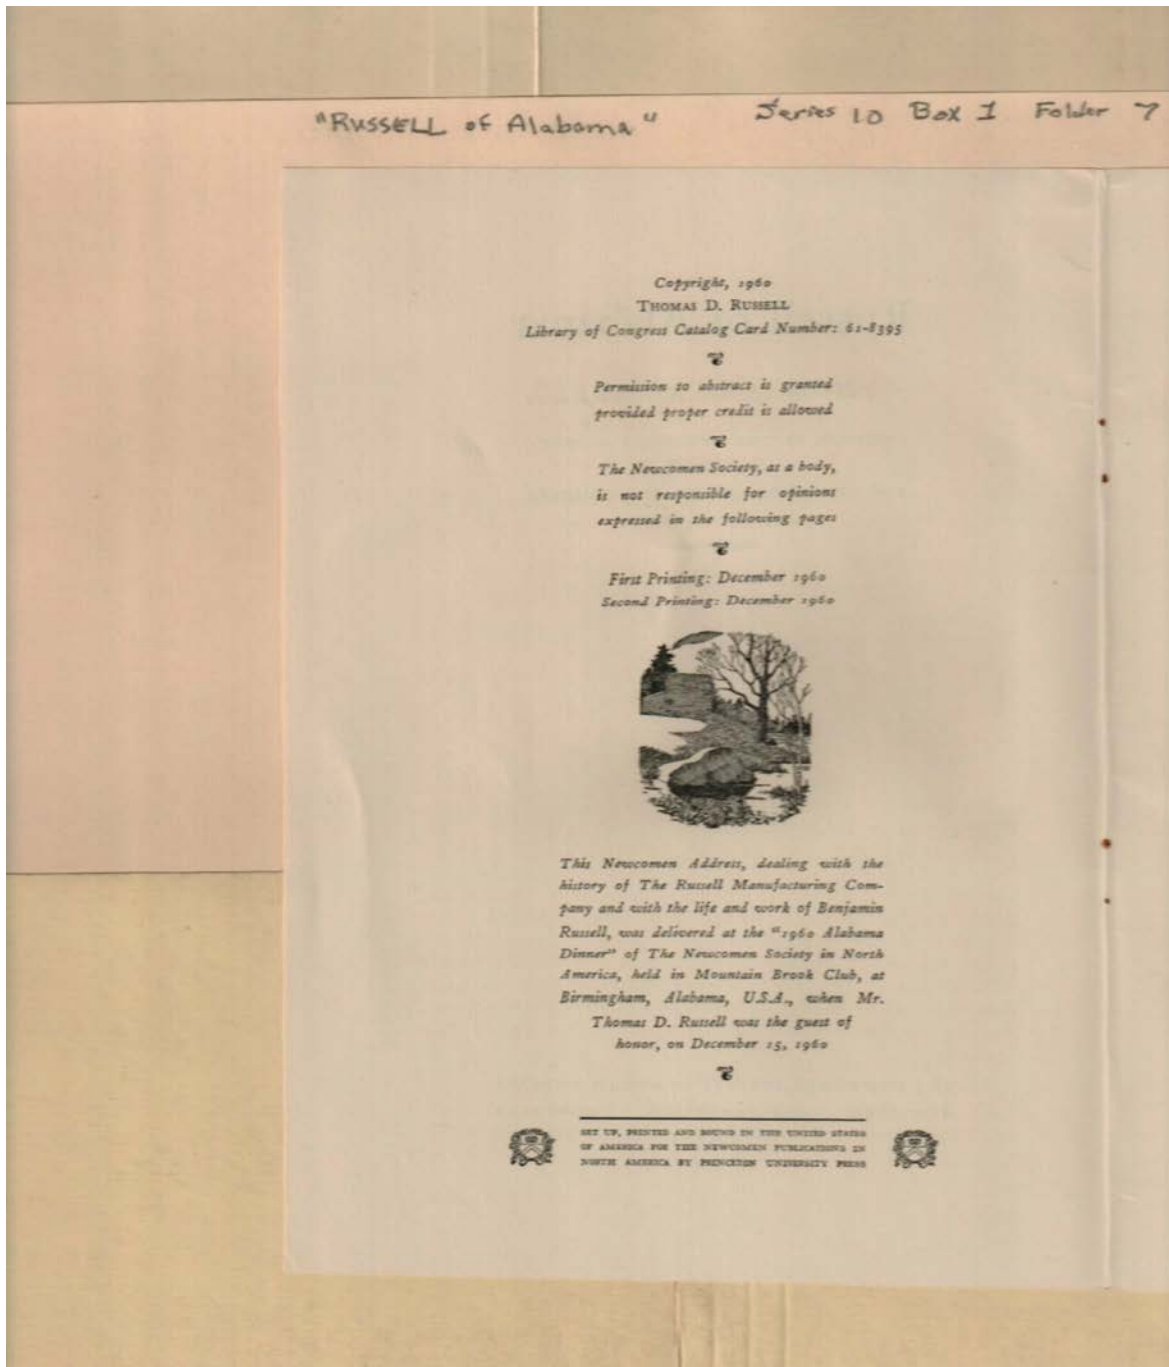 "RUSSELL of Alabama" Series 10 Box 1 Folder 7
Copyright, 1960
THOMAS D. RUSSELL
Library of Congress Catalog Card Number: 61-8395
Permission to abstract is granted
provided proper credit is allowed
The Newcomen Society, as a body,
is not responsible for opinions
expressed in the following pages
First Printing: December 1960
Second Printing: December 1960
This Newcomen Address, dealing with the
history of The Russell Manufacturing Com-
pany and with the life and work of Benjamin
Russell, was delivered at the "1960 Alabama
Dinner" of The Newcomen Society in North
America, held in Mountain Brook Club, at
Birmingham, Alabama, U.S.A., when Mr.
Thomas D. Russell was the guest of
honor, on December 15, 1960
SET UP, PRINTED AND BOUND IN THE UNITED STATES
OF AMERICA FOR THE NEWCOMEN PUBLICATIONS IN
NORTH AMERICA BY PRINCETON UNIVERSITY PRESS